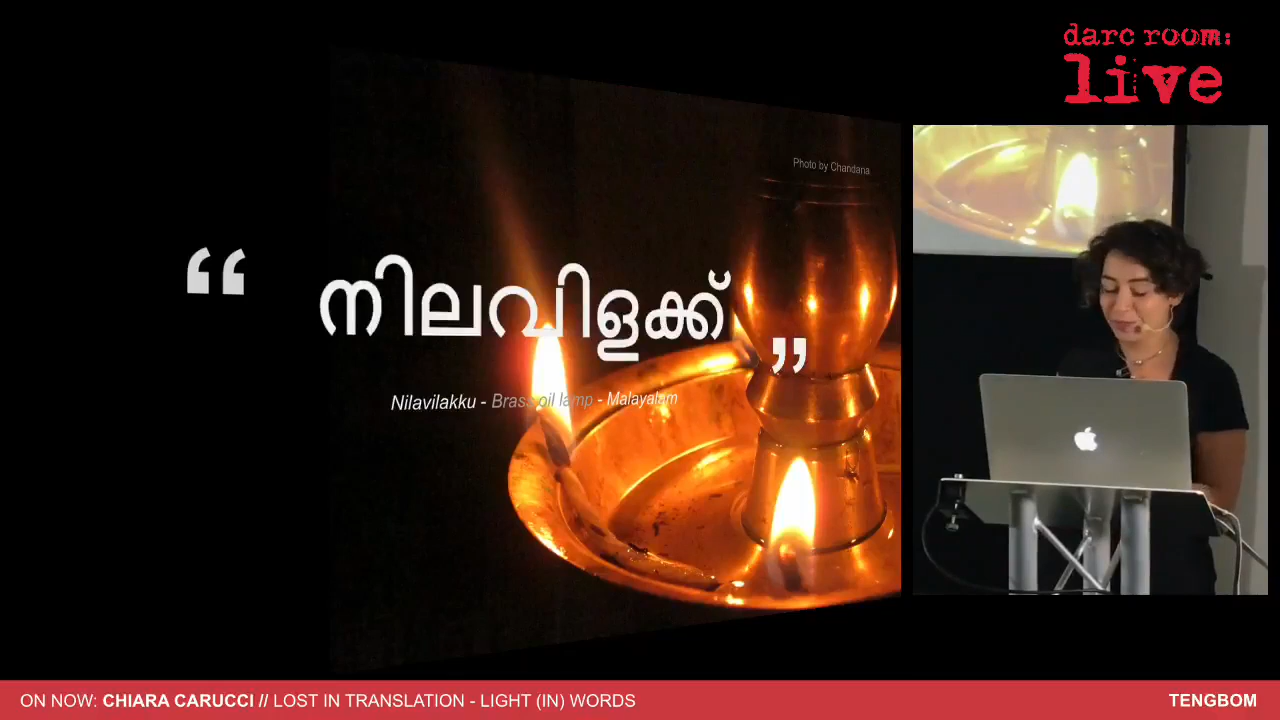 darc room:
live
Photo by Chandana
“ നിലവിളക്ക് ”
Nilavilakku - Brass oil lamp - Malayalam
ON NOW: CHIARA CARUCCI // LOST IN TRANSLATION - LIGHT (IN) WORDS
TENGBOM